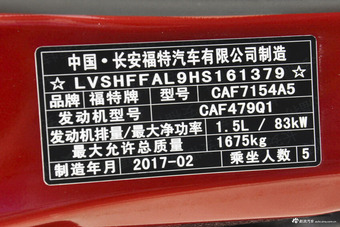 中国·长安福特汽车有限公司制造
☆LVSHFFAL9HS161379☆
品牌 福特牌 型号 CAF7154A5
发动机型号 CAF479Q1
发动机排量/最大净功率 1.5L / 83kW
最大允许总质量 1675kg
制造年月 2017-02 乘坐人数 5